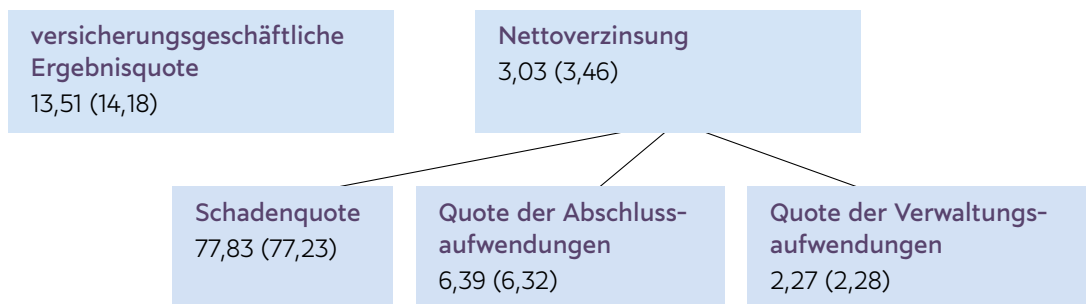 versicherungsgeschäftliche
Ergebnisquote
13,51 (14,18)
Nettoverzinsung
3,03 (3,46)
Schadenquote
77,83 (77,23)
Quote der Abschluss-
aufwendungen
6,39 (6,32)
Quote der Verwaltungs-
aufwendungen
2,27 (2,28)